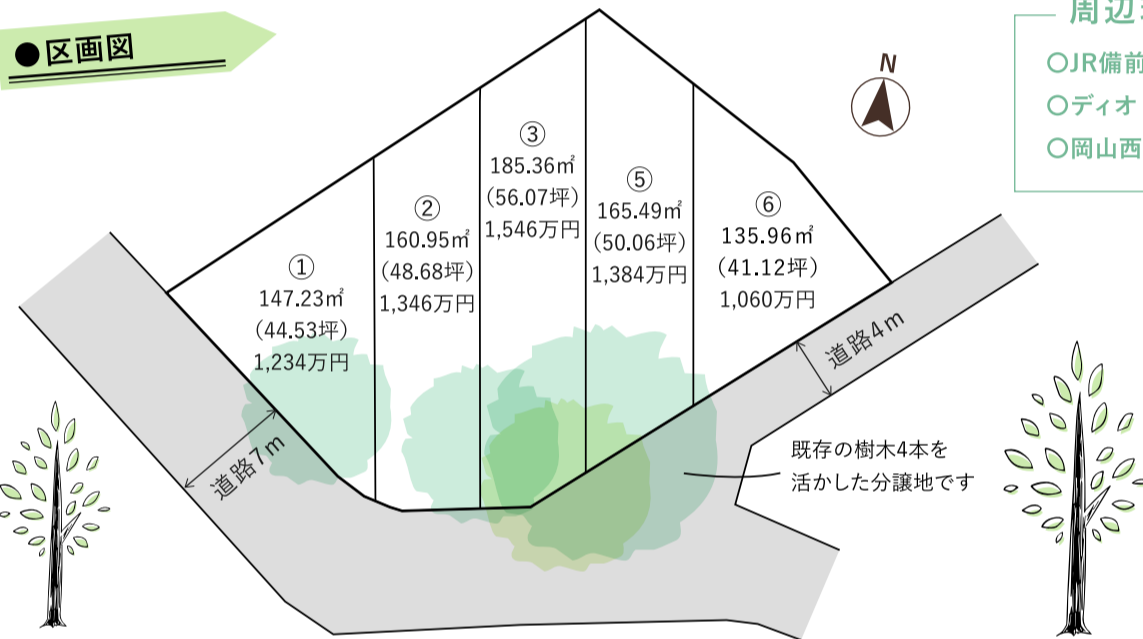 ●区画図
周辺
○JR備前
○ディオ
○岡山西
N
①
147.23㎡
(44.53坪)
1,234万円
②
160.95㎡
(48.68坪)
1,346万円
③
185.36㎡
(56.07坪)
1,546万円
⑤
165.49㎡
(50.06坪)
1,384万円
⑥
135.96㎡
(41.12坪)
1,060万円
道路7m
道路4m
既存の樹木4本を
活かした分譲地です